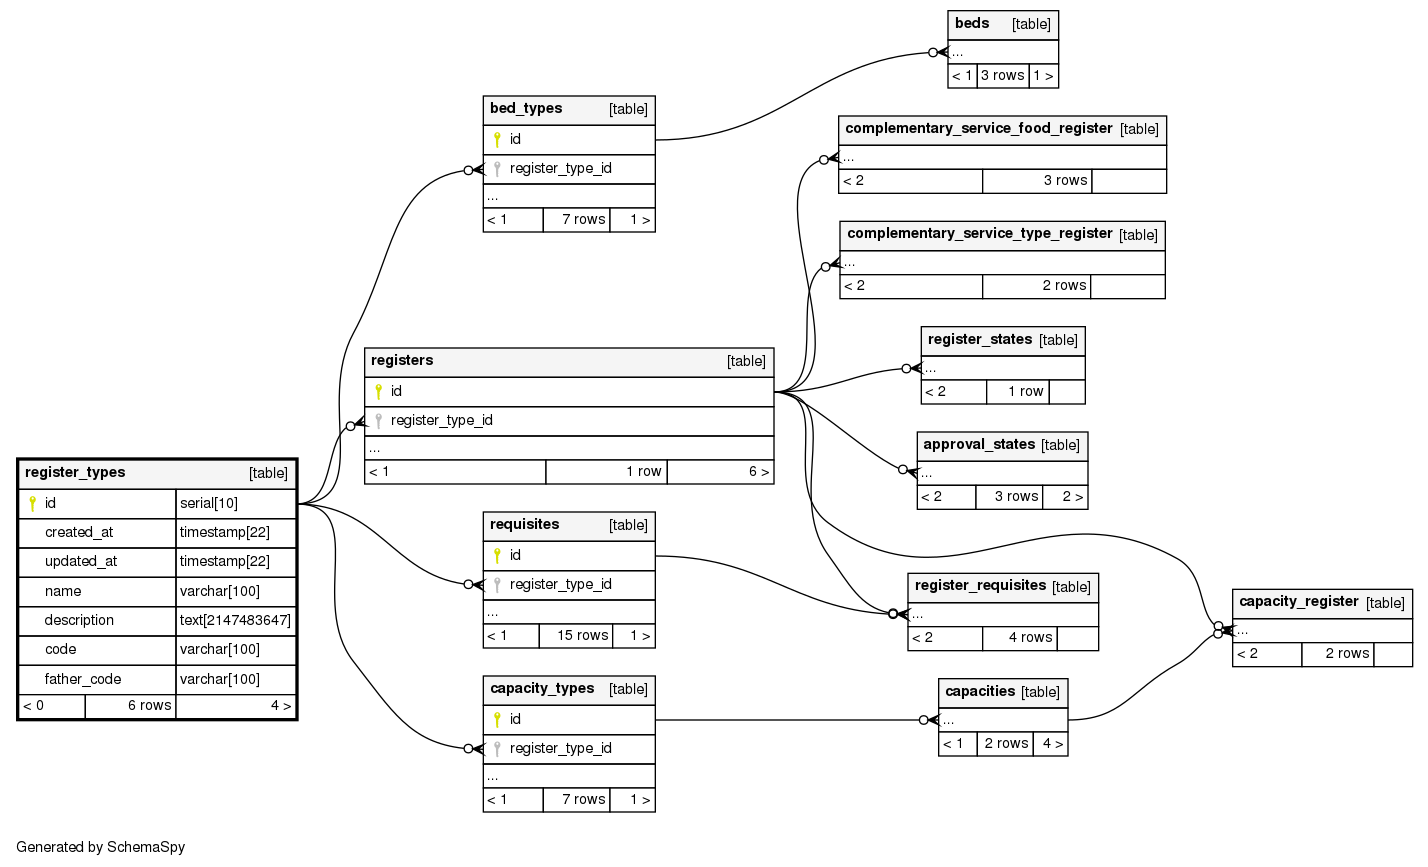 beds [table]
...
< 1 3 rows 1 >
bed_types [table]
id
register_type_id
...
< 1 7 rows 1 >
complementary_service_food_register [table]
...
< 2 3 rows
complementary_service_type_register [table]
...
< 2 2 rows
register_states [table]
...
< 2 1 row
registers [table]
id
register_type_id
...
< 1 1 row 6 >
approval_states [table]
...
< 2 3 rows 2 >
register_types [table]
id serial[10]
created_at timestamp[22]
updated_at timestamp[22]
name varchar[100]
description text[2147483647]
code varchar[100]
father_code varchar[100]
< 0 6 rows 4 >
requisites [table]
id
register_type_id
...
< 1 15 rows 1 >
register_requisites [table]
...
< 2 4 rows
capacity_register [table]
...
< 2 2 rows
capacity_types [table]
id
register_type_id
...
< 1 7 rows 1 >
capacities [table]
...
< 1 2 rows 4 >
Generated by SchemaSpy